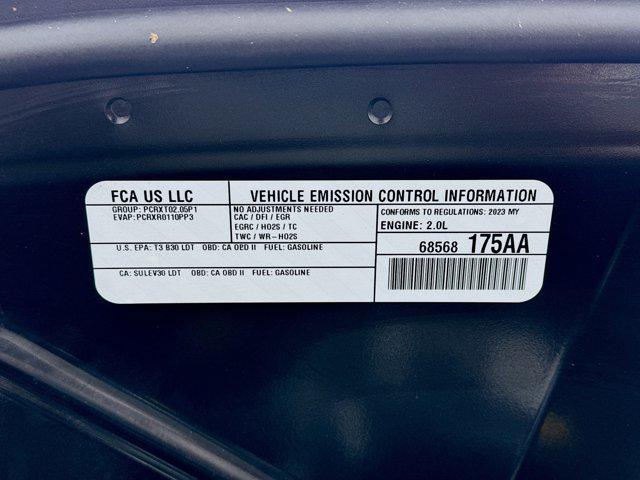 FCA US LLC
VEHICLE EMISSION CONTROL INFORMATION
GROUP: PCRXT02.05P1
EVAP: PCRXR0110PP3
NO ADJUSTMENTS NEEDED
CAC / DFI / EGR
EGRC / HO2S / TC
TWC / WR-HO2S
CONFORMS TO REGULATIONS: 2023 MY
ENGINE: 2.0L
U.S. EPA: T3 B30 LDT OBD: CA OBD II FUEL: GASOLINE
CA: SULEV30 LDT OBD: CA OBD II FUEL: GASOLINE
68568 175AA